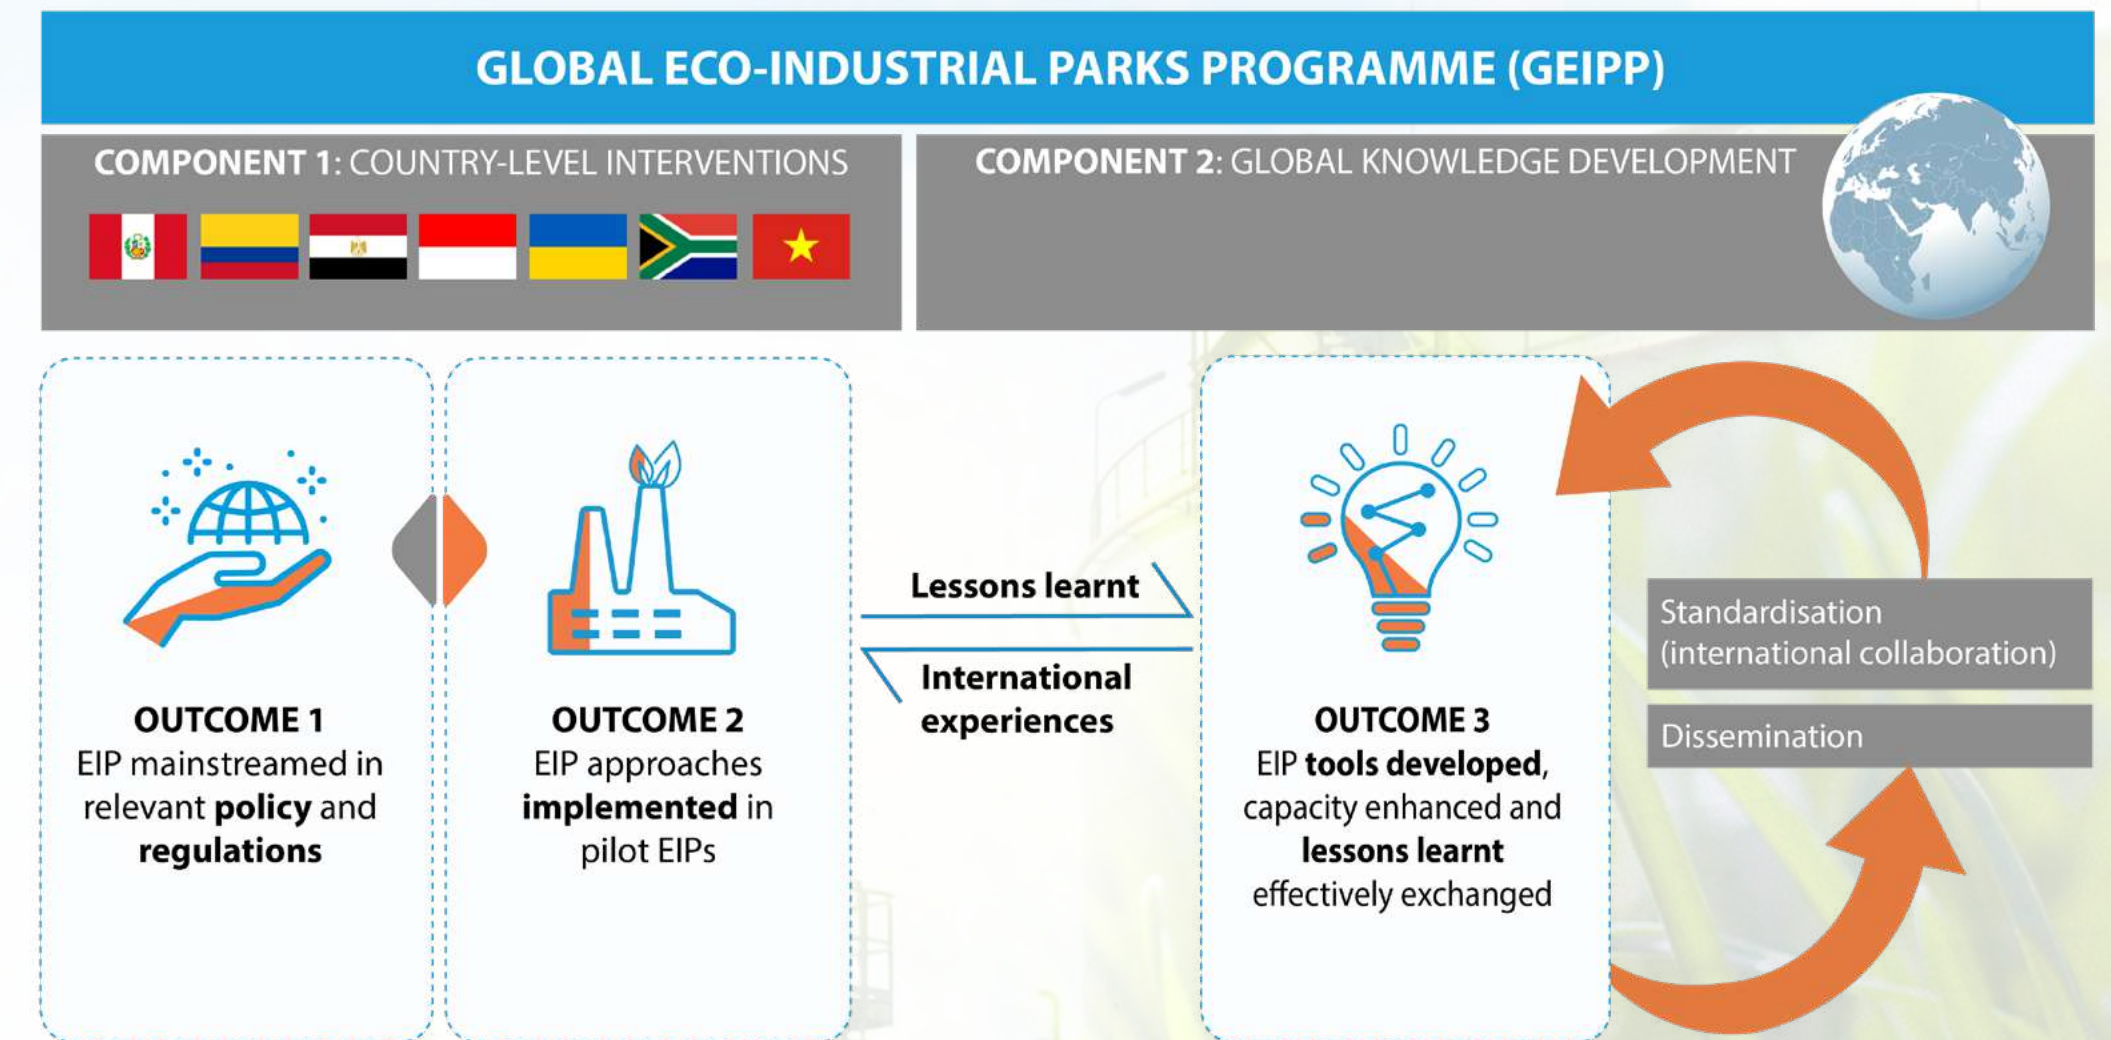 GLOBAL ECO-INDUSTRIAL PARKS PROGRAMME (GEIPP)
COMPONENT 1: COUNTRY-LEVEL INTERVENTIONS
COMPONENT 2: GLOBAL KNOWLEDGE DEVELOPMENT
OUTCOME 1
EIP mainstreamed in
relevant policy and
regulations
OUTCOME 2
EIP approaches
implemented in
pilot EIPs
Lessons learnt
International
experiences
OUTCOME 3
EIP tools developed,
capacity enhanced and
lessons learnt
effectively exchanged
Standardisation
(international collaboration)
Dissemination